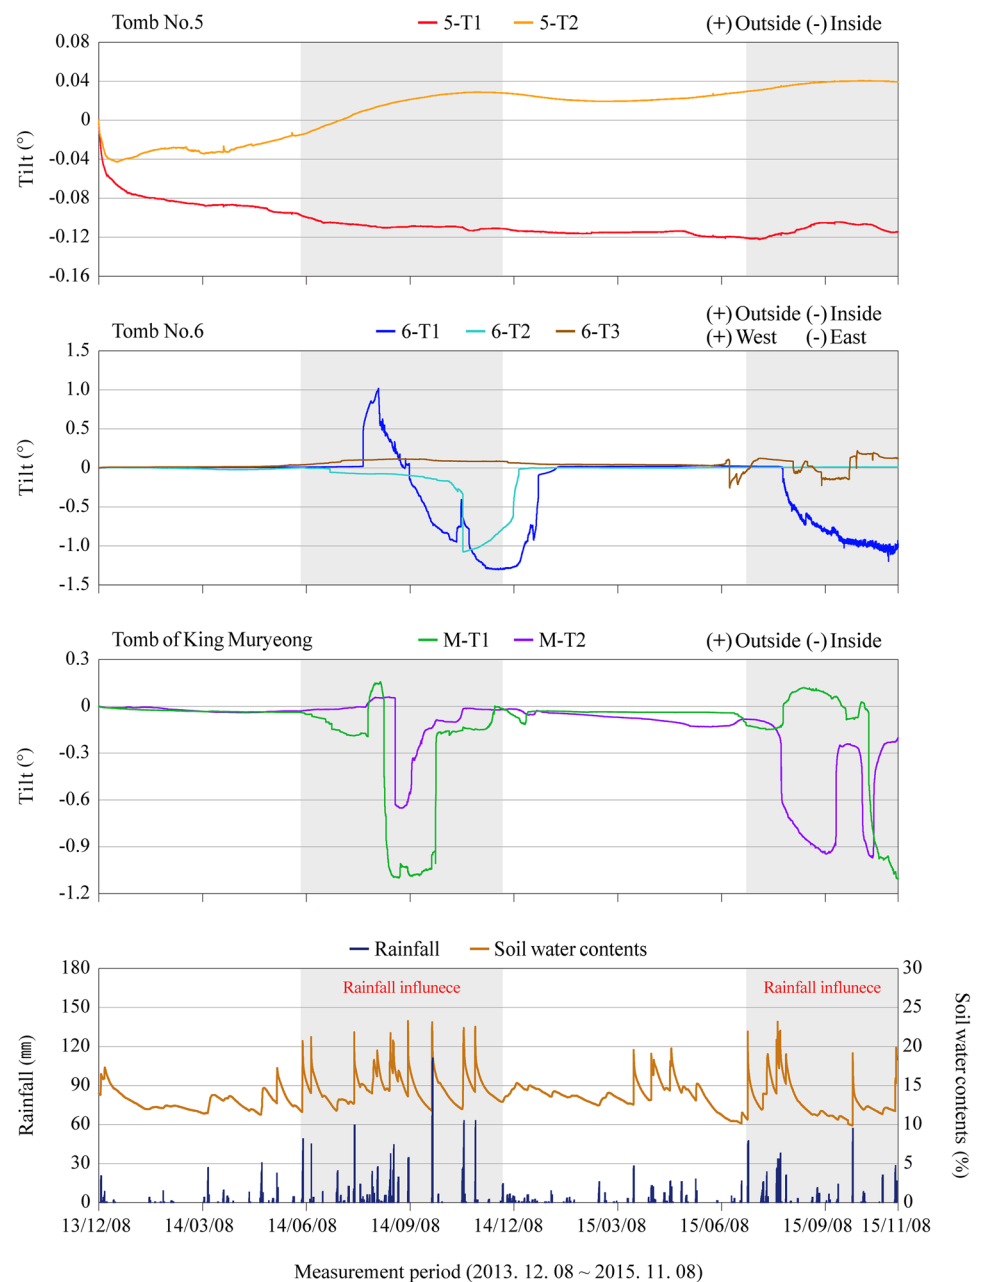 Tomb No.5 5-T1 5-T2 (+) Outside (-) Inside
0.08
0.04
0
-0.04
-0.08
-0.12
-0.16
Tilt (°)
Tomb No.6 6-T1 6-T2 6-T3 (+) Outside (-) Inside
(+) West (-) East
1.5
1.0
0.5
0
-0.5
-1.0
-1.5
Tilt (°)
Tomb of King Muryeong M-T1 M-T2 (+) Outside (-) Inside
0.3
0
-0.3
-0.6
-0.9
-1.2
Tilt (°)
Rainfall Soil water contents
180 30
Rainfall influnece Rainfall influnece
150 25
120 20
90 15
60 10
30 5
0 0
Rainfall (㎜)
Soil water contents (%)
13/12/08 14/03/08 14/06/08 14/09/08 14/12/08 15/03/08 15/06/08 15/09/08 15/11/08
Measurement period (2013. 12. 08 ~ 2015. 11. 08)